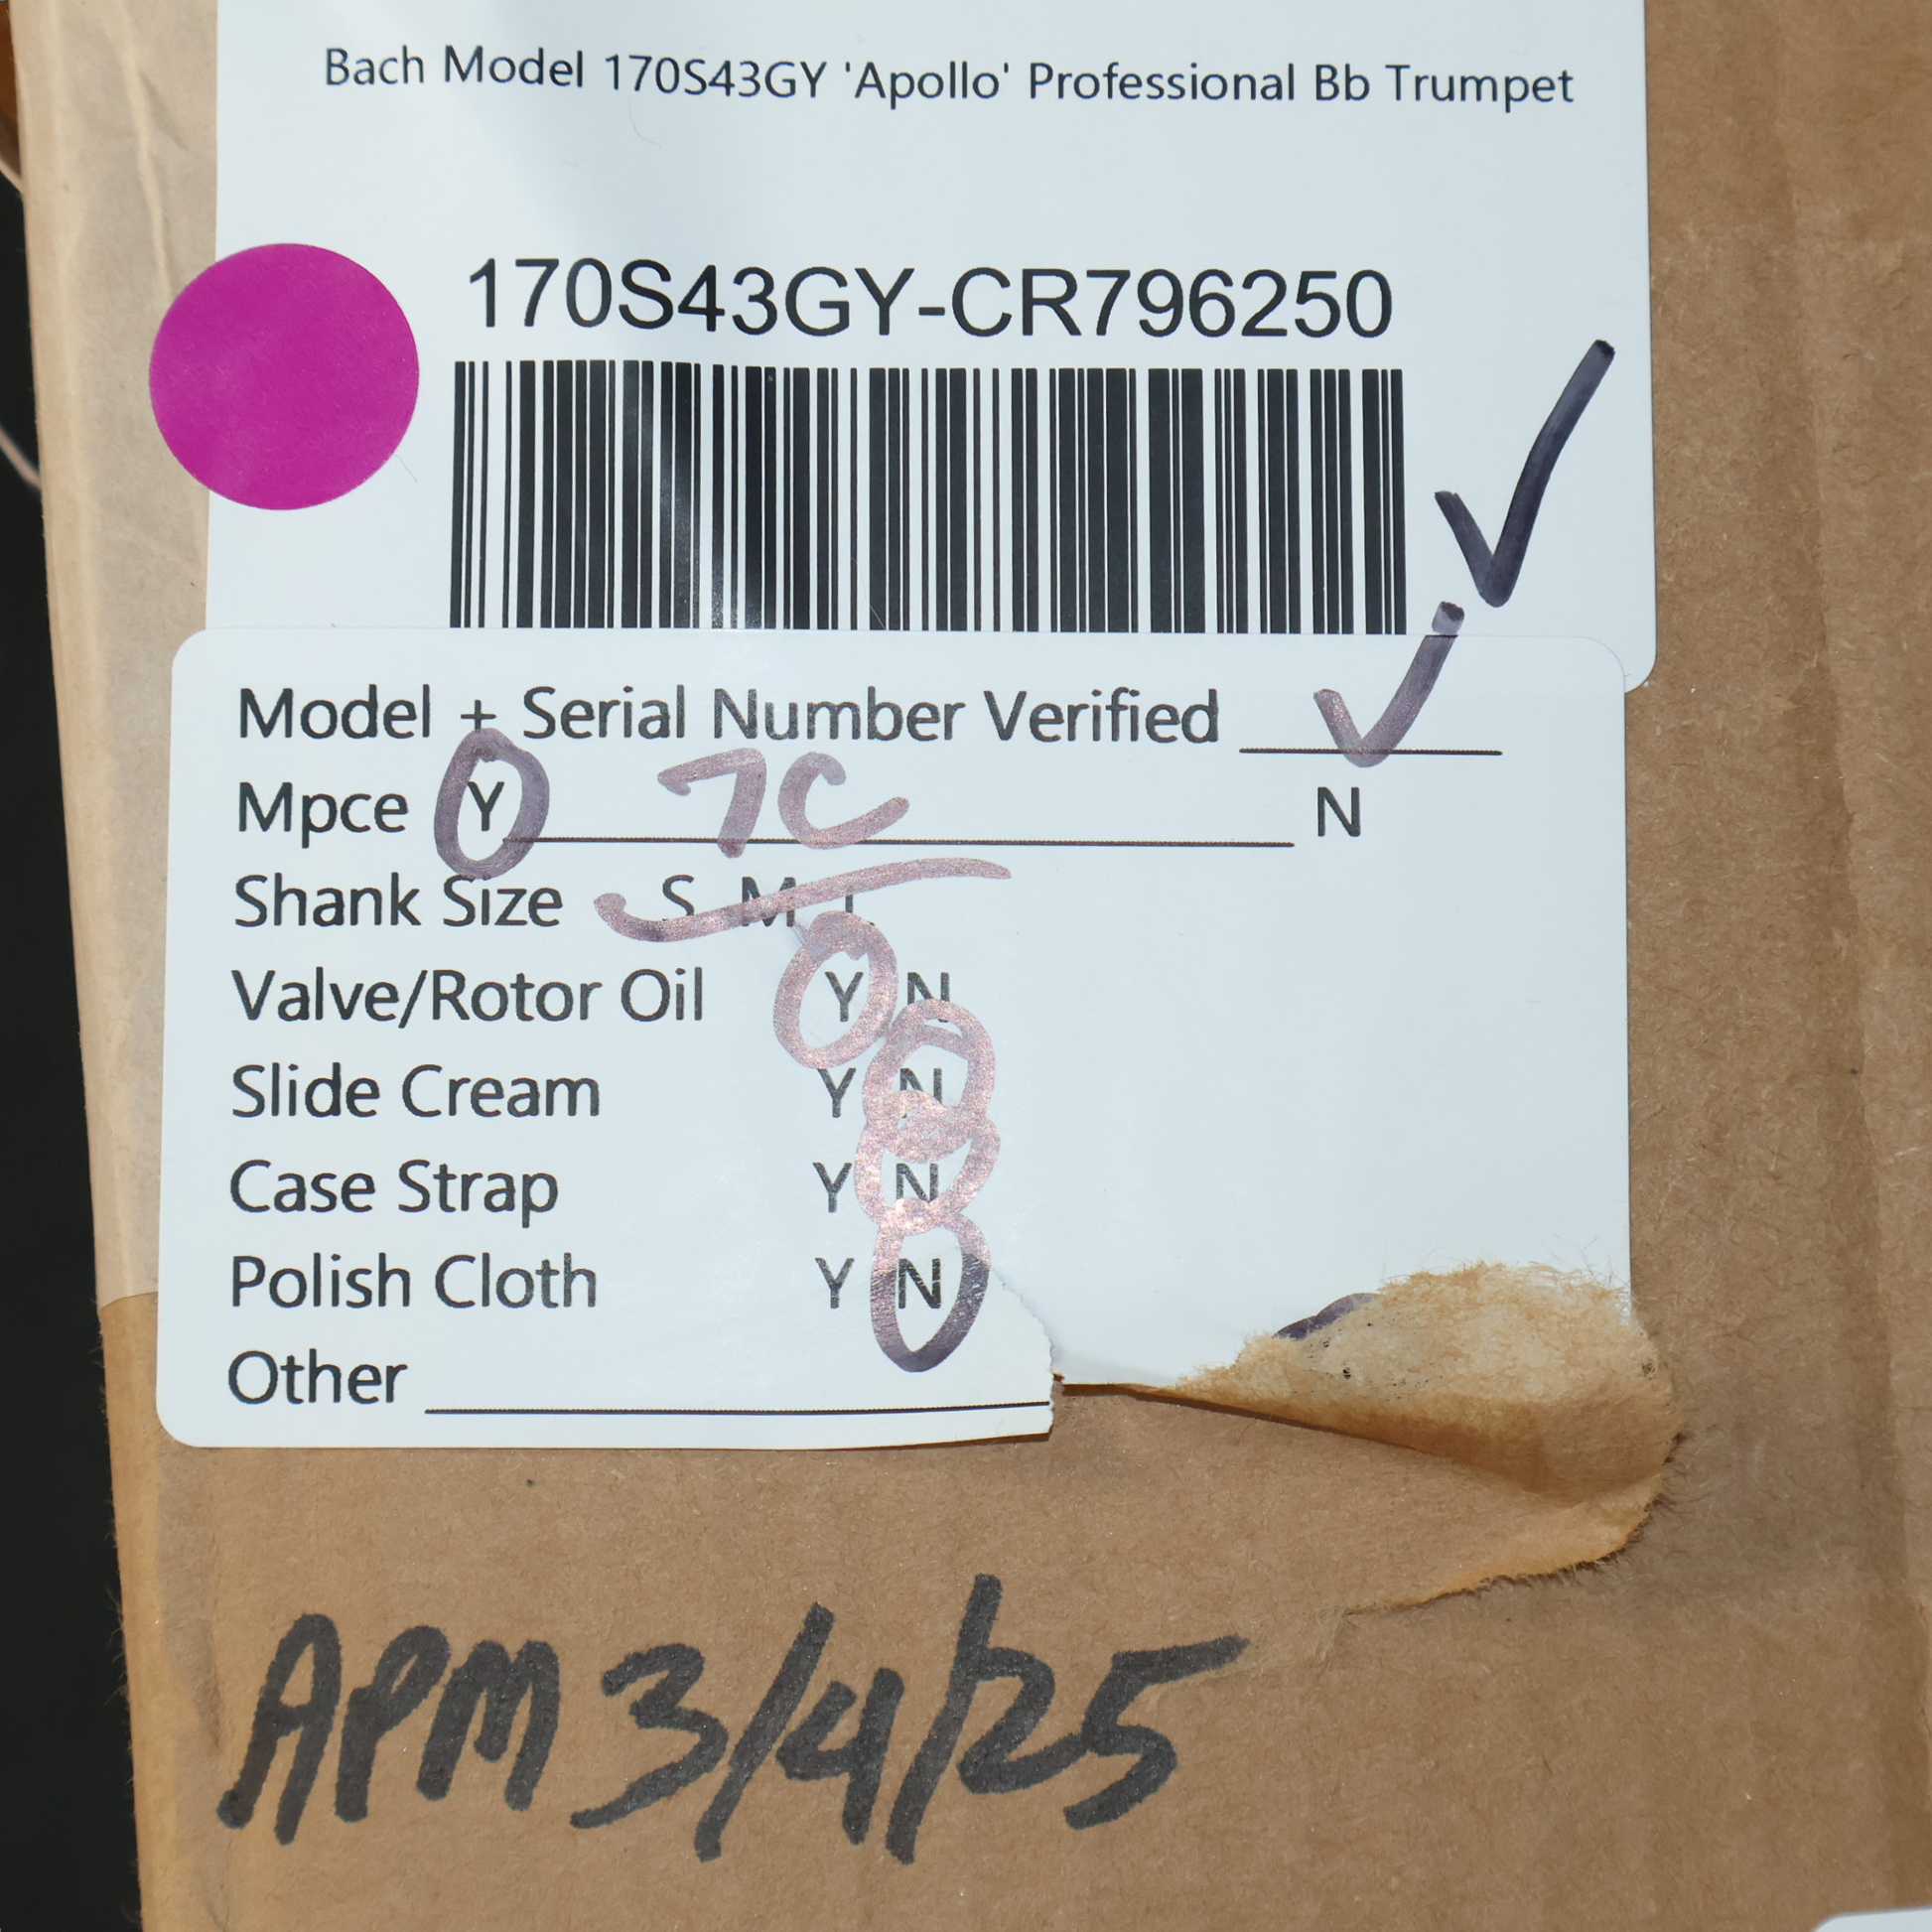 Bach Model 170S43GY 'Apollo' Professional Bb Trumpet
170S43GY-CR796250
Model + Serial Number Verified ✓
Mpce Y 7C N
Shank Size S M L
Valve/Rotor Oil Y N
Slide Cream Y N
Case Strap Y N
Polish Cloth Y N
Other
APM 3/4/25